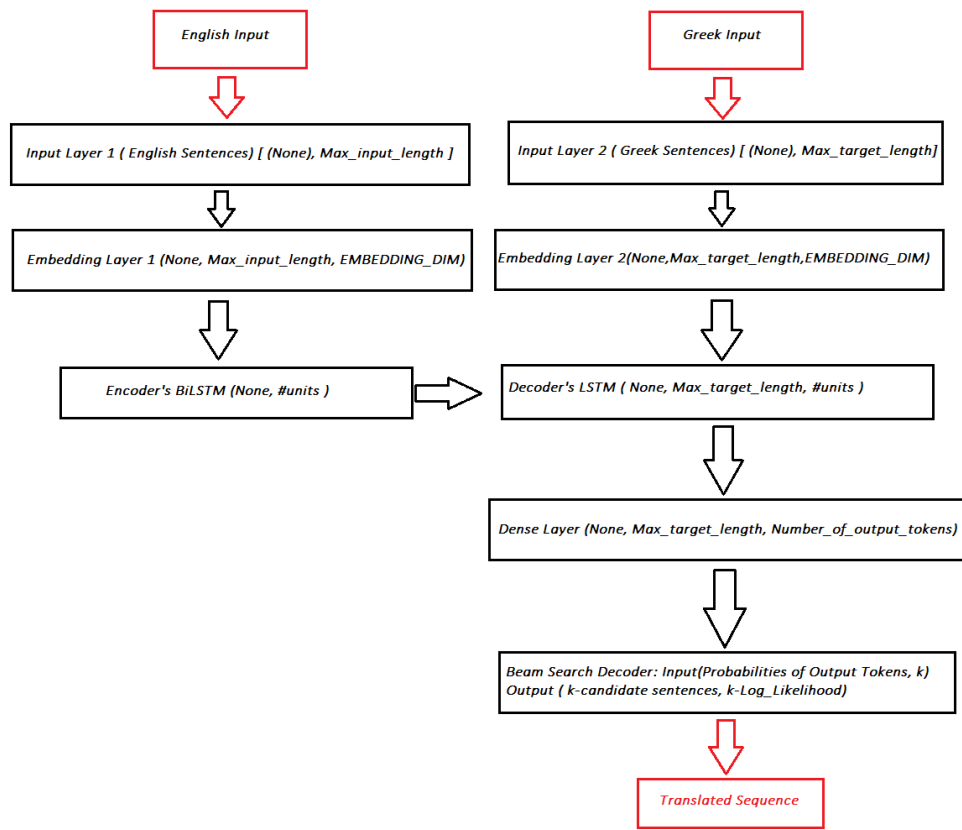 English Input
Greek Input
Input Layer 1 ( English Sentences) [ (None), Max_input_length ]
Input Layer 2 ( Greek Sentences) [ (None), Max_target_length]
Embedding Layer 1 (None, Max_input_length, EMBEDDING_DIM)
Embedding Layer 2(None,Max_target_length,EMBEDDING_DIM)
Encoder's BiLSTM (None, #units )
Decoder's LSTM ( None, Max_target_length, #units )
Dense Layer (None, Max_target_length, Number_of_output_tokens)
Beam Search Decoder: Input(Probabilities of Output Tokens, k)
Output ( k-candidate sentences, k-Log_Likelihood)
Translated Sequence